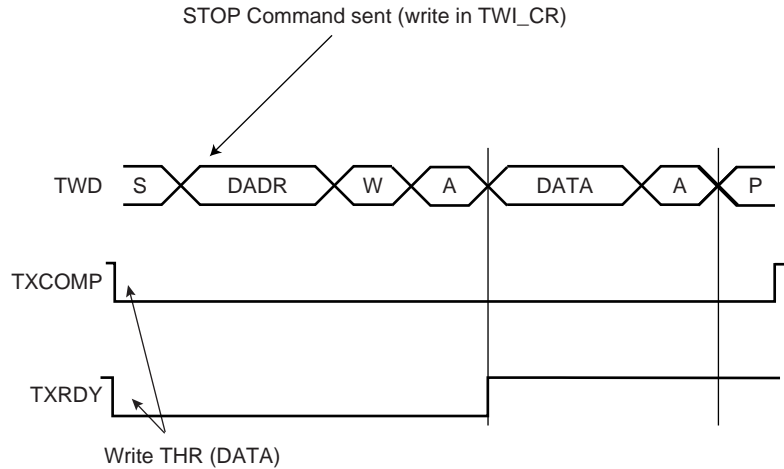 STOP Command sent (write in TWI_CR)
TWD S DADR W A DATA A P
TXCOMP
TXRDY
Write THR (DATA)